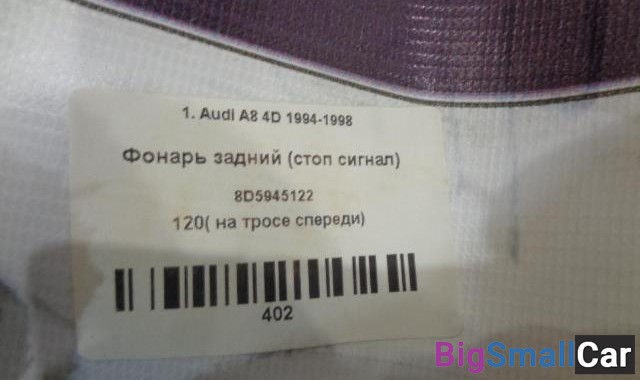 1. Audi A8 4D 1994-1998
Фонарь задний (стоп сигнал)
8D5945122
120( на тросе спереди)
402
BigSmallCar